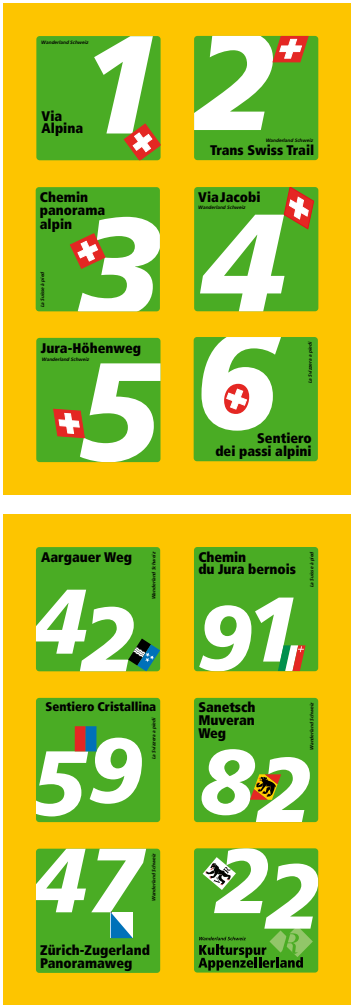 Wanderland Schweiz
1
Via
Alpina
2
Wanderland Schweiz
Trans Swiss Trail
Chemin
panorama
alpin
3
La Suisse à pied
ViaJacobi
Wanderland Schweiz
4
Jura-Höhenweg
Wanderland Schweiz
5
6
La Svizzera a piedi
Sentiero
dei passi alpini
Aargauer Weg
Wanderland Schweiz
42
Chemin
du Jura bernois
La Suisse à pied
91
Sentiero Cristallina
La Svizzera a piedi
59
Sanetsch
Muveran
Weg
Wanderland Schweiz
82
47
Wanderland Schweiz
Zürich-Zugerland
Panoramaweg
22
Wanderland Schweiz
R
Kulturspur
Appenzellerland